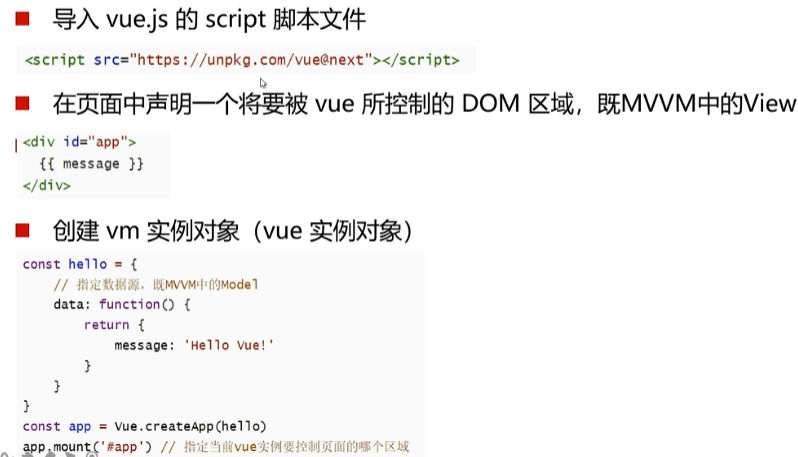 导入 vue.js 的 script 脚本文件
<script src="https://unpkg.com/vue@next"></script>
在页面中声明一个将要被 vue 所控制的 DOM 区域，既MVVM中的View
<div id="app">
  {{ message }}
</div>
创建 vm 实例对象（vue 实例对象）
const hello = {
    // 指定数据源，既MVVM中的Model
    data: function() {
        return {
            message: 'Hello Vue!'
        }
    }
}
const app = Vue.createApp(hello)
app.mount('#app') // 指定当前vue实例要控制页面的哪个区域